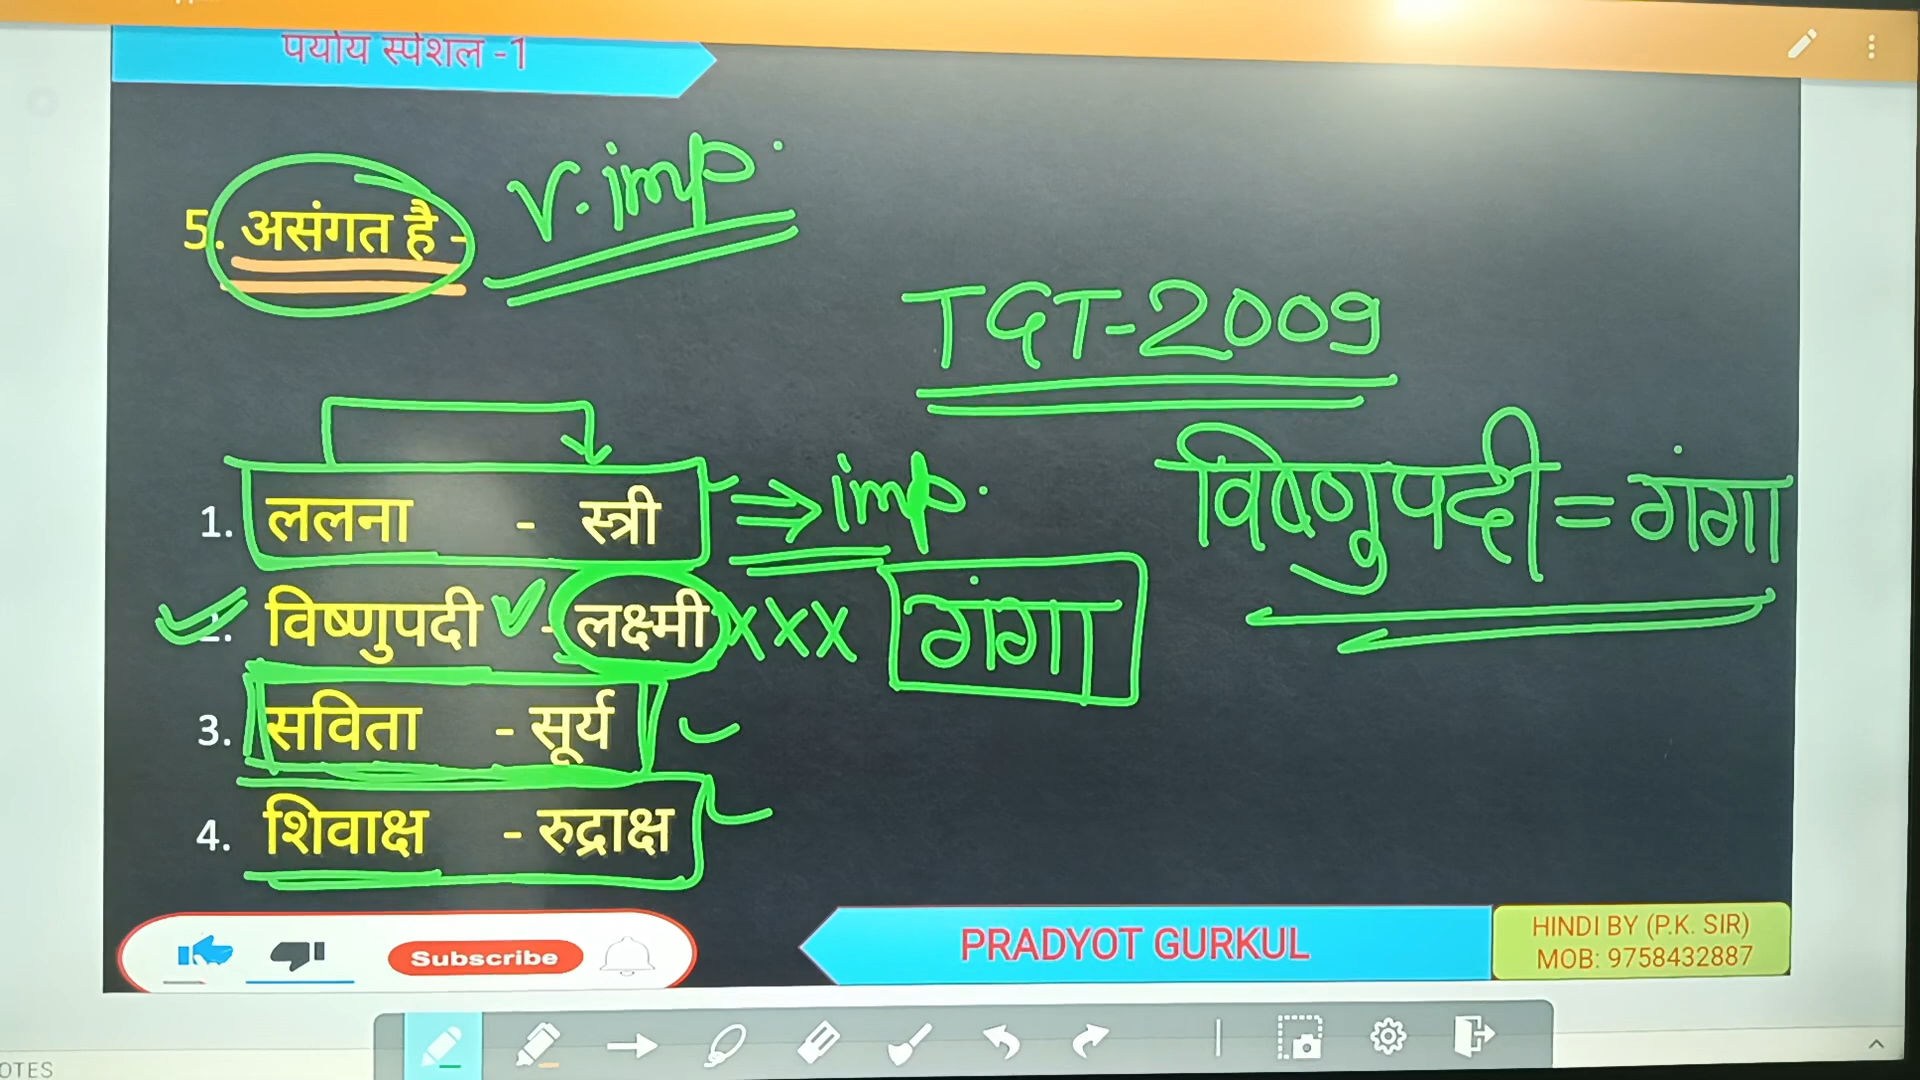 पर्याय स्पेशल -1
5. असंगत है -
v. imp.
TGT-2009
विष्णुपदी = गंगा
1. ललना - स्त्री ⇒ imp.
2. विष्णुपदी - लक्ष्मी xxx गंगा
3. सविता - सूर्य
4. शिवाक्ष - रुद्राक्ष
Subscribe
PRADYOT GURKUL
HINDI BY (P.K. SIR)
MOB: 9758432887
OTES